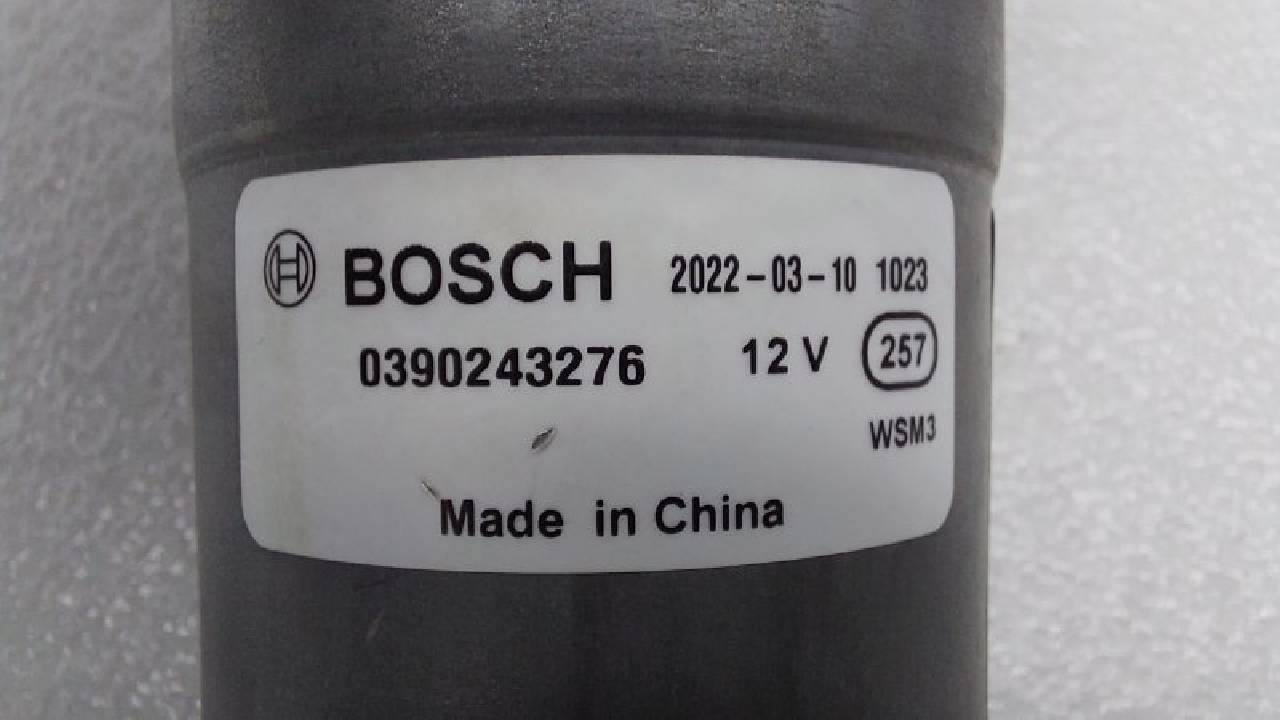 BOSCH 2022-03-10 1023
0390243276 12 V 257
WSM3
Made in China